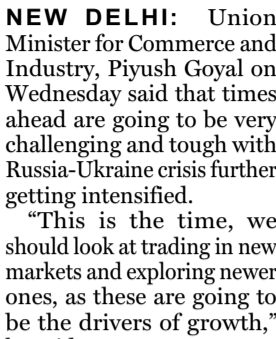 NEW DELHI: Union
Minister for Commerce and
Industry, Piyush Goyal on
Wednesday said that times
ahead are going to be very
challenging and tough with
Russia-Ukraine crisis further
getting intensified.
“This is the time, we
should look at trading in new
markets and exploring newer
ones, as these are going to
be the drivers of growth,”